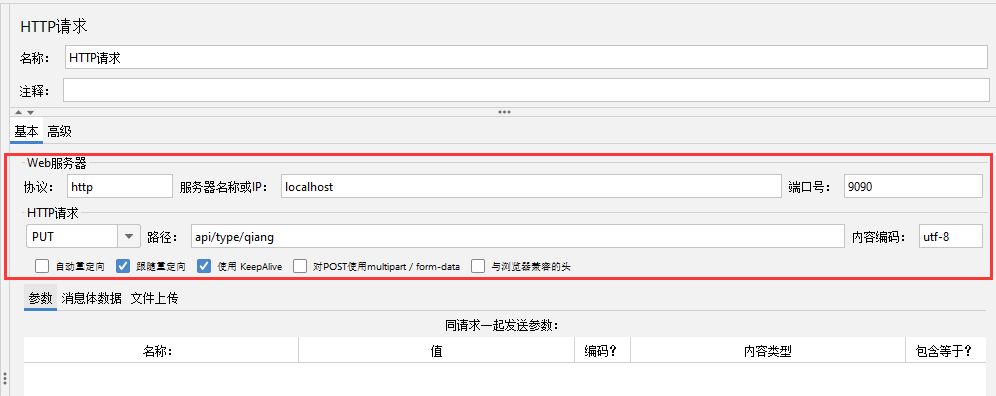 HTTP请求
名称： HTTP请求
注释：
基本 高级
Web服务器
协议： http 服务器名称或IP： localhost 端口号： 9090
HTTP请求
PUT 路径： api/type/qiang 内容编码： utf-8
自动重定向 跟随重定向 使用 KeepAlive 对POST使用multipart / form-data 与浏览器兼容的头
参数 消息体数据 文件上传
同请求一起发送参数：
名称： 值 编码？ 内容类型 包含等于？